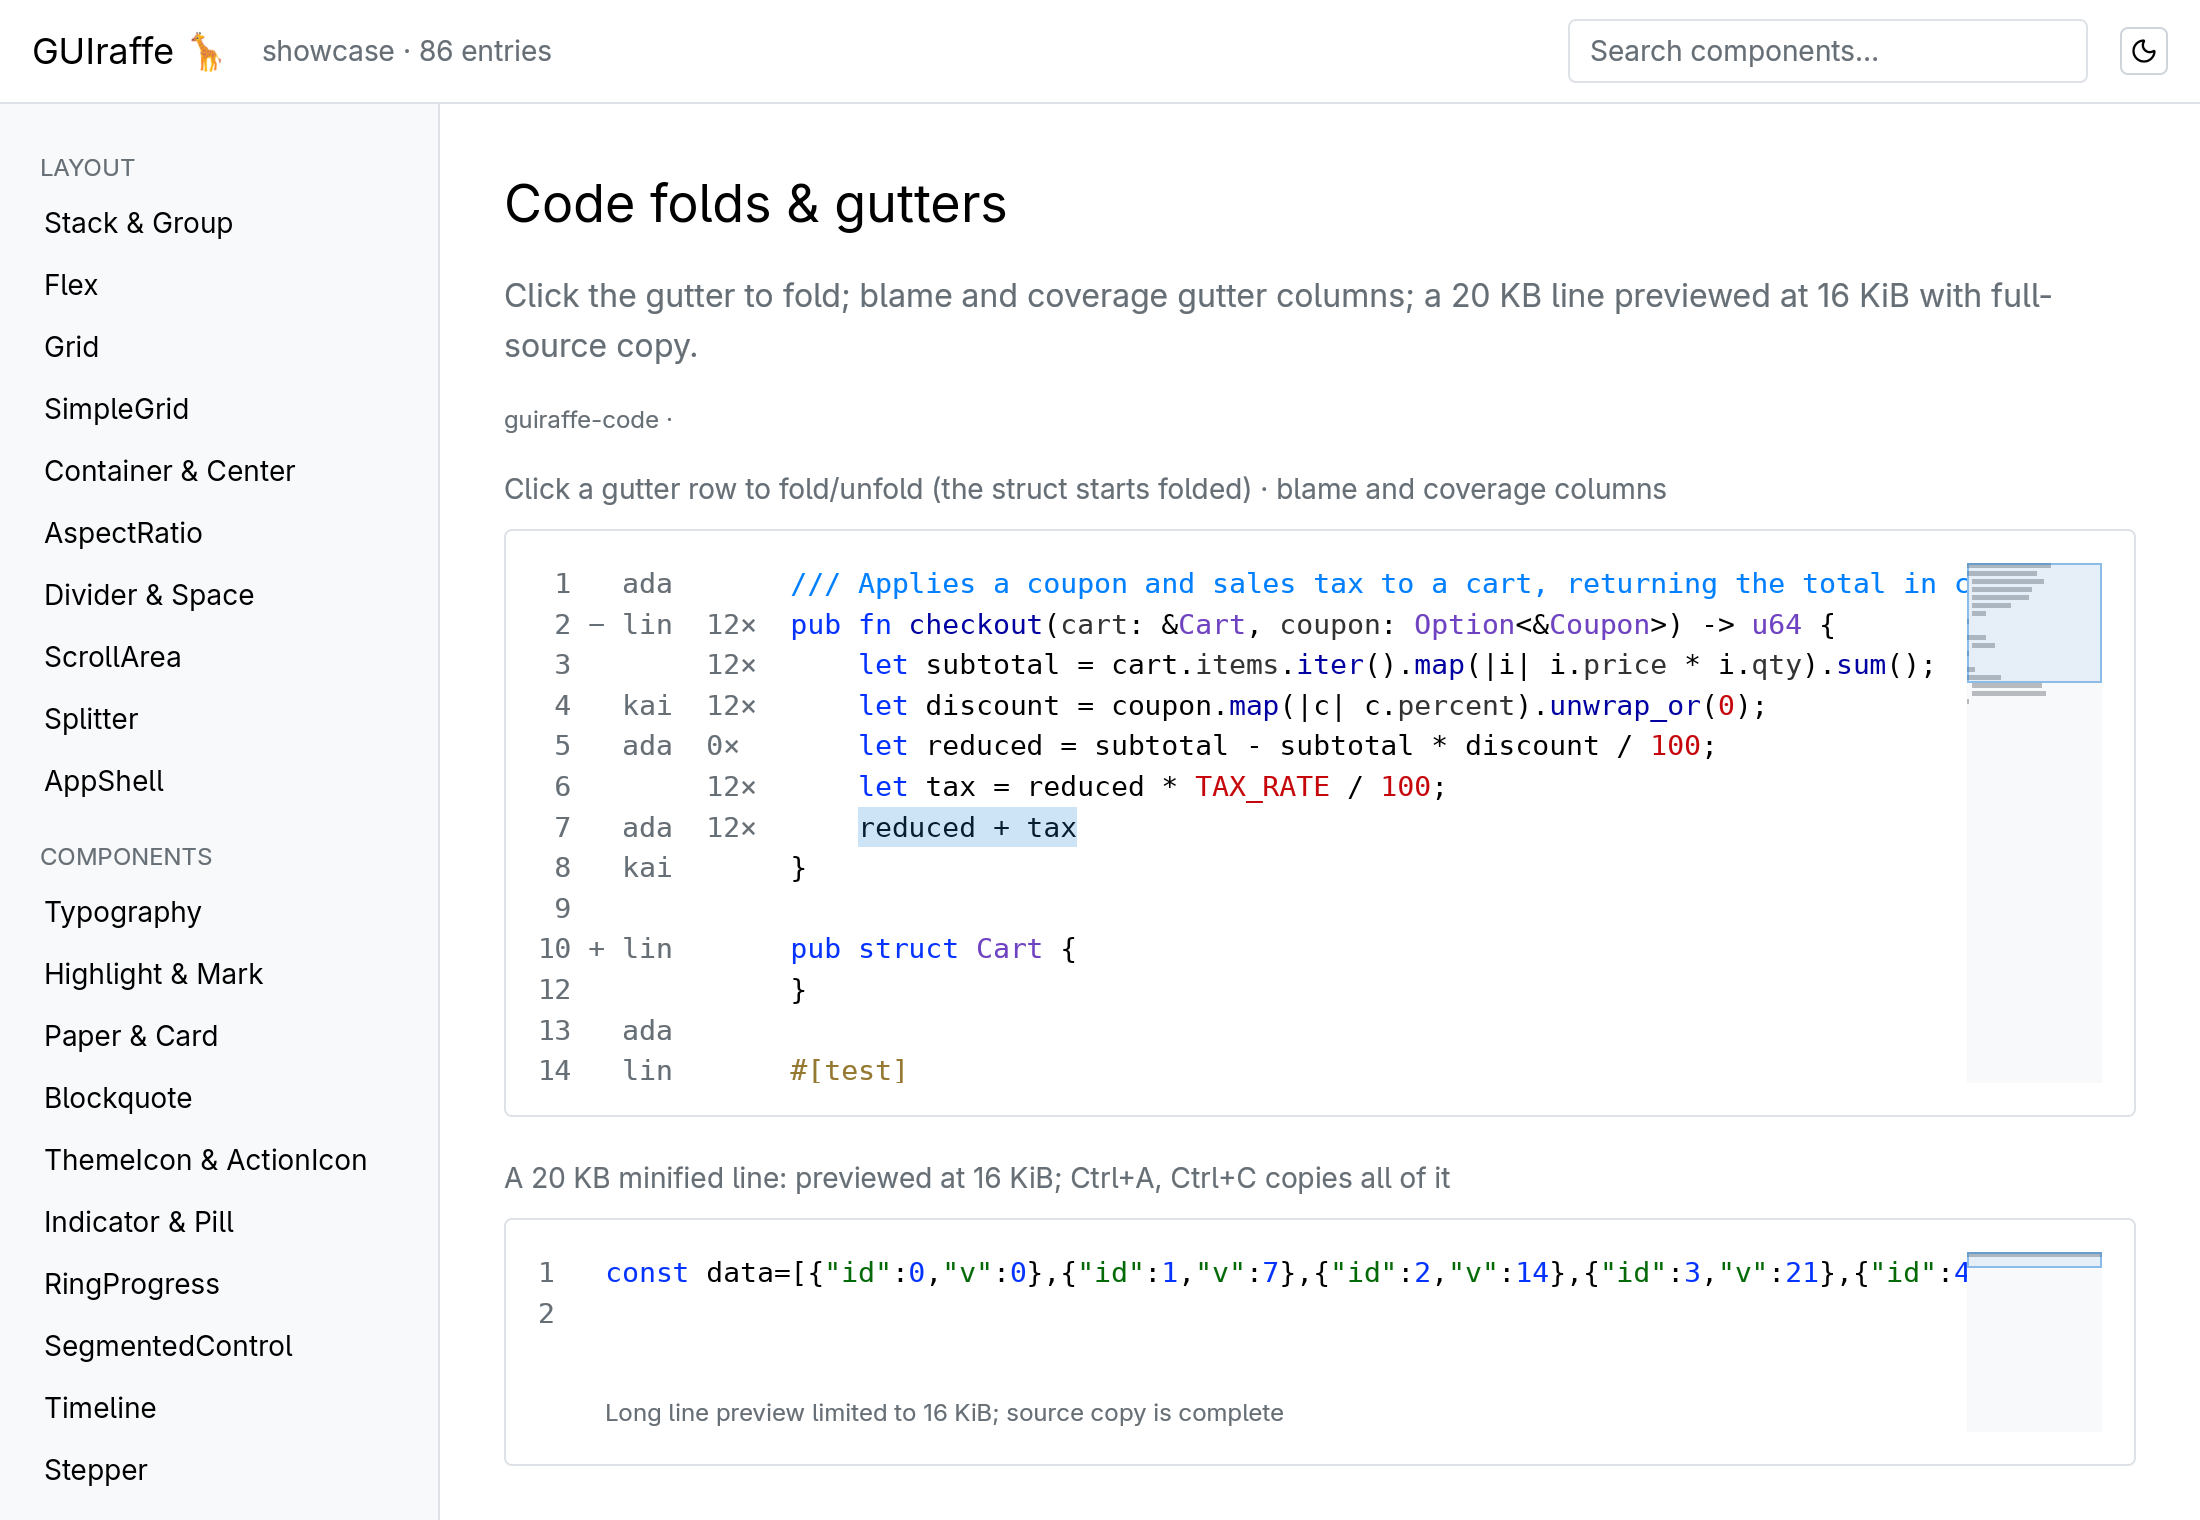 GUIraffe 🦒 showcase · 86 entries
Search components...
LAYOUT
Stack & Group
Flex
Grid
SimpleGrid
Container & Center
AspectRatio
Divider & Space
ScrollArea
Splitter
AppShell
COMPONENTS
Typography
Highlight & Mark
Paper & Card
Blockquote
ThemeIcon & ActionIcon
Indicator & Pill
RingProgress
SegmentedControl
Timeline
Stepper
Code folds & gutters
Click the gutter to fold; blame and coverage gutter columns; a 20 KB line previewed at 16 KiB with full-
source copy.
guiraffe-code ·
Click a gutter row to fold/unfold (the struct starts folded) · blame and coverage columns
1 ada /// Applies a coupon and sales tax to a cart, returning the total in c
2 − lin 12× pub fn checkout(cart: &Cart, coupon: Option<&Coupon>) -> u64 {
3 12× let subtotal = cart.items.iter().map(|i| i.price * i.qty).sum();
4 kai 12× let discount = coupon.map(|c| c.percent).unwrap_or(0);
5 ada 0× let reduced = subtotal - subtotal * discount / 100;
6 12× let tax = reduced * TAX_RATE / 100;
7 ada 12× reduced + tax
8 kai }
9
10 + lin pub struct Cart {
12 }
13 ada
14 lin #[test]
A 20 KB minified line: previewed at 16 KiB; Ctrl+A, Ctrl+C copies all of it
1 const data=[{"id":0,"v":0},{"id":1,"v":7},{"id":2,"v":14},{"id":3,"v":21},{"id":4
2
Long line preview limited to 16 KiB; source copy is complete